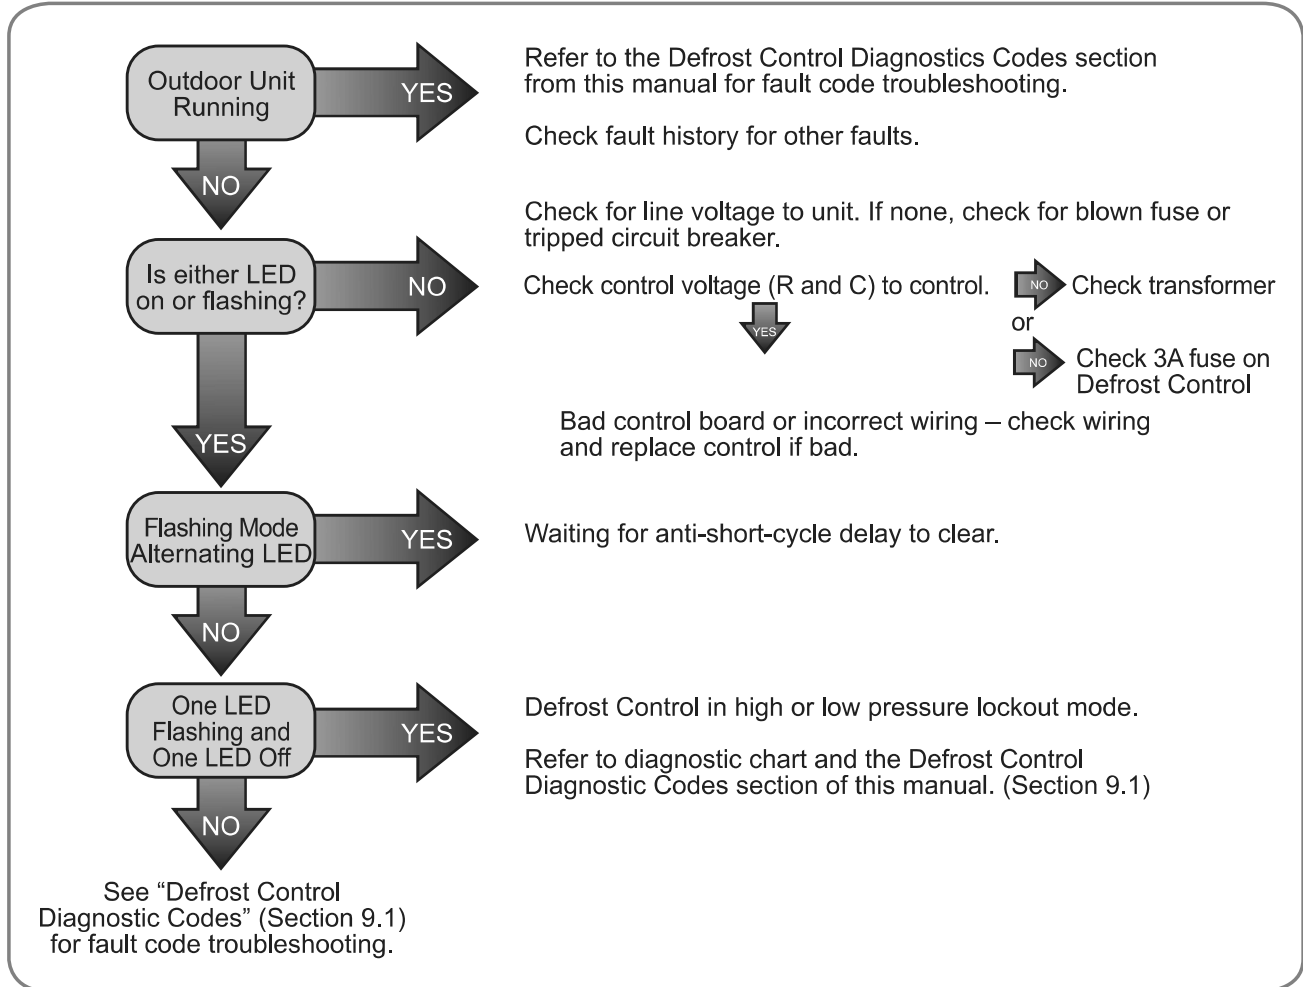 Outdoor Unit
Running
YES
Refer to the Defrost Control Diagnostics Codes section
from this manual for fault code troubleshooting.
Check fault history for other faults.
NO
Is either LED
on or flashing?
NO
Check for line voltage to unit. If none, check for blown fuse or
tripped circuit breaker.
Check control voltage (R and C) to control.
NO
Check transformer
or
NO
Check 3A fuse on
Defrost Control
YES
Bad control board or incorrect wiring – check wiring
and replace control if bad.
YES
Flashing Mode
Alternating LED
YES
Waiting for anti-short-cycle delay to clear.
NO
One LED
Flashing and
One LED Off
YES
Defrost Control in high or low pressure lockout mode.
Refer to diagnostic chart and the Defrost Control
Diagnostic Codes section of this manual. (Section 9.1)
NO
See “Defrost Control
Diagnostic Codes” (Section 9.1)
for fault code troubleshooting.